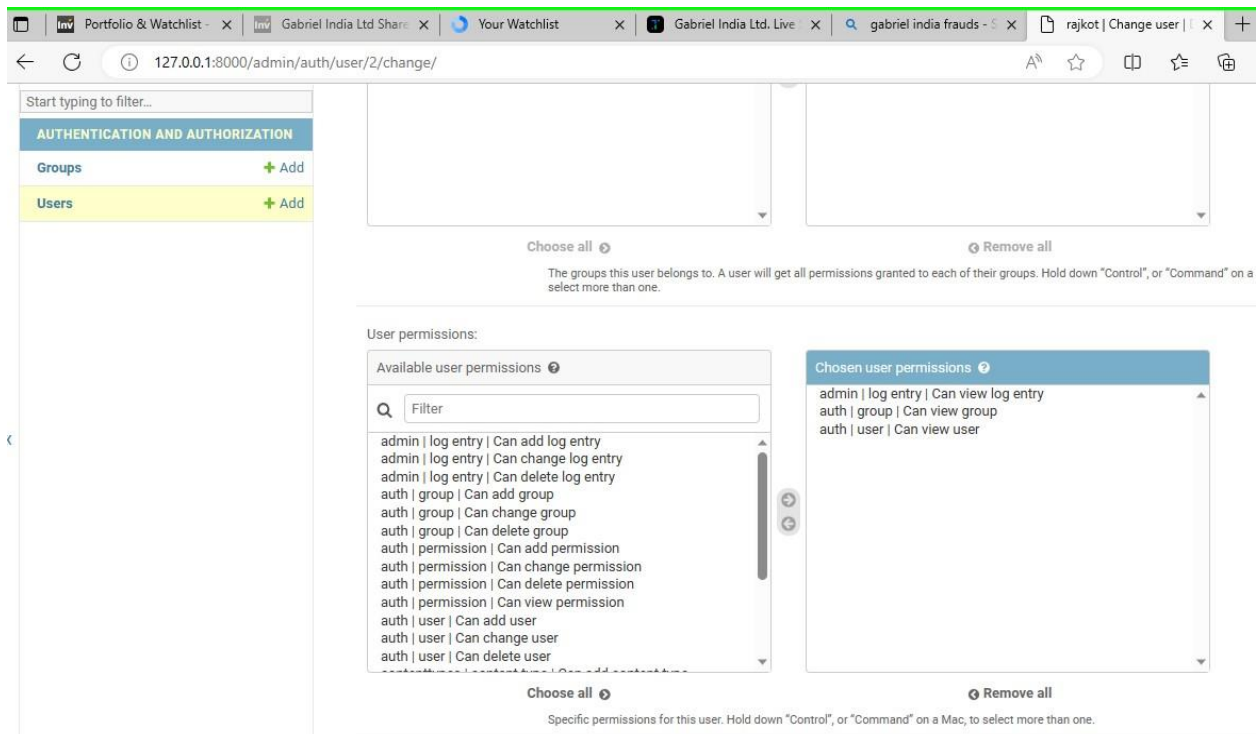 Portfolio & Watchlist -
Gabriel India Ltd Share
Your Watchlist
Gabriel India Ltd. Live
gabriel india frauds - S
rajkot | Change user |
127.0.0.1:8000/admin/auth/user/2/change/
Start typing to filter...
AUTHENTICATION AND AUTHORIZATION
Groups + Add
Users + Add
Choose all
Remove all
The groups this user belongs to. A user will get all permissions granted to each of their groups. Hold down “Control”, or “Command” on a
select more than one.
User permissions:
Available user permissions ?
Filter
admin | log entry | Can add log entry
admin | log entry | Can change log entry
admin | log entry | Can delete log entry
auth | group | Can add group
auth | group | Can change group
auth | group | Can delete group
auth | permission | Can add permission
auth | permission | Can change permission
auth | permission | Can delete permission
auth | permission | Can view permission
auth | user | Can add user
auth | user | Can change user
auth | user | Can delete user
contenttypes | content type | Can add content type
Chosen user permissions ?
admin | log entry | Can view log entry
auth | group | Can view group
auth | user | Can view user
Choose all
Remove all
Specific permissions for this user. Hold down “Control”, or “Command” on a Mac, to select more than one.